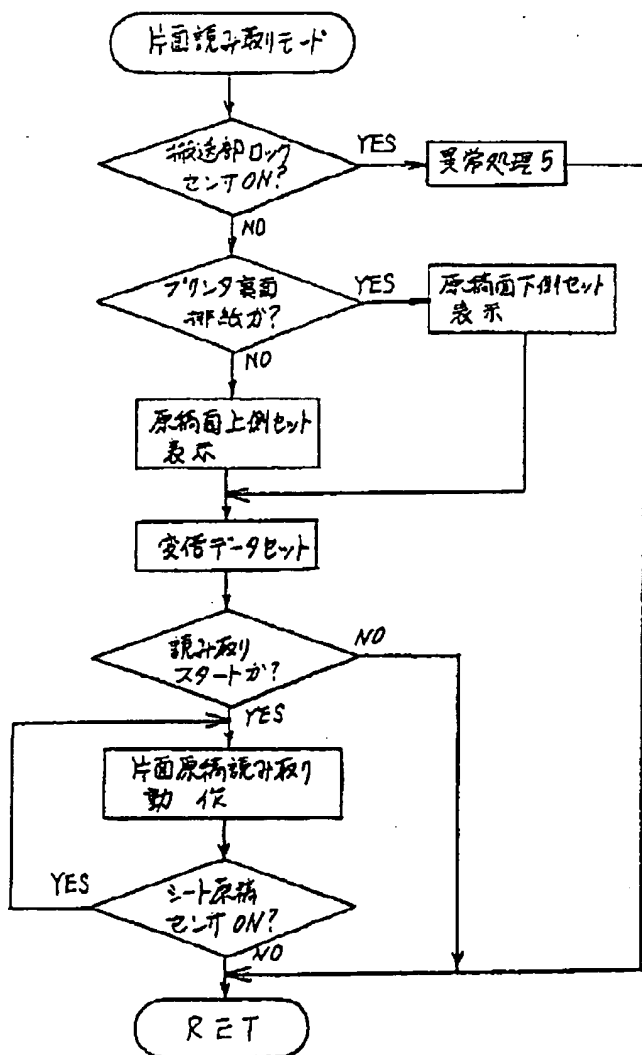 片面読み取りモード
搬送部ロック
センサON?
YES
異常処理5
NO
プリンタ裏面
排紙か?
YES
原稿面下側セット
表示
NO
原稿面上側セット
表示
変倍データセット
読み取り
スタートか?
NO
YES
片面原稿読み取り
動作
YES
シート原稿
センサON?
NO
RET